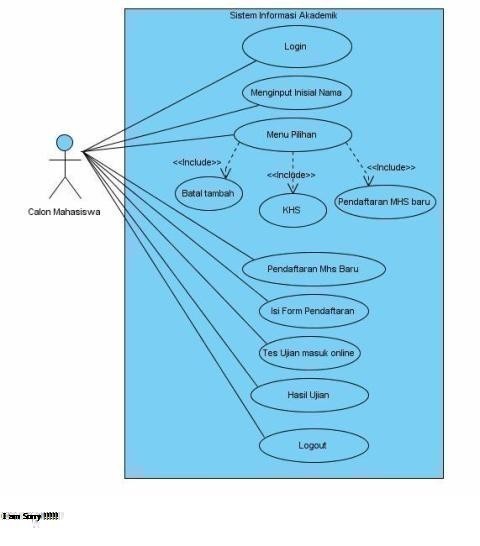 Sistem Informasi Akademik
Login
Menginput Inisial Nama
Menu Pilihan
<<Include>>
<<Include>>
<<Include>>
Batal tambah
KHS
Pendaftaran MHS baru
Calon Mahasiswa
Pendaftaran Mhs Baru
Isi Form Pendaftaran
Tes Ujian masuk online
Hasil Ujian
Logout
I am Sorry !!!!!